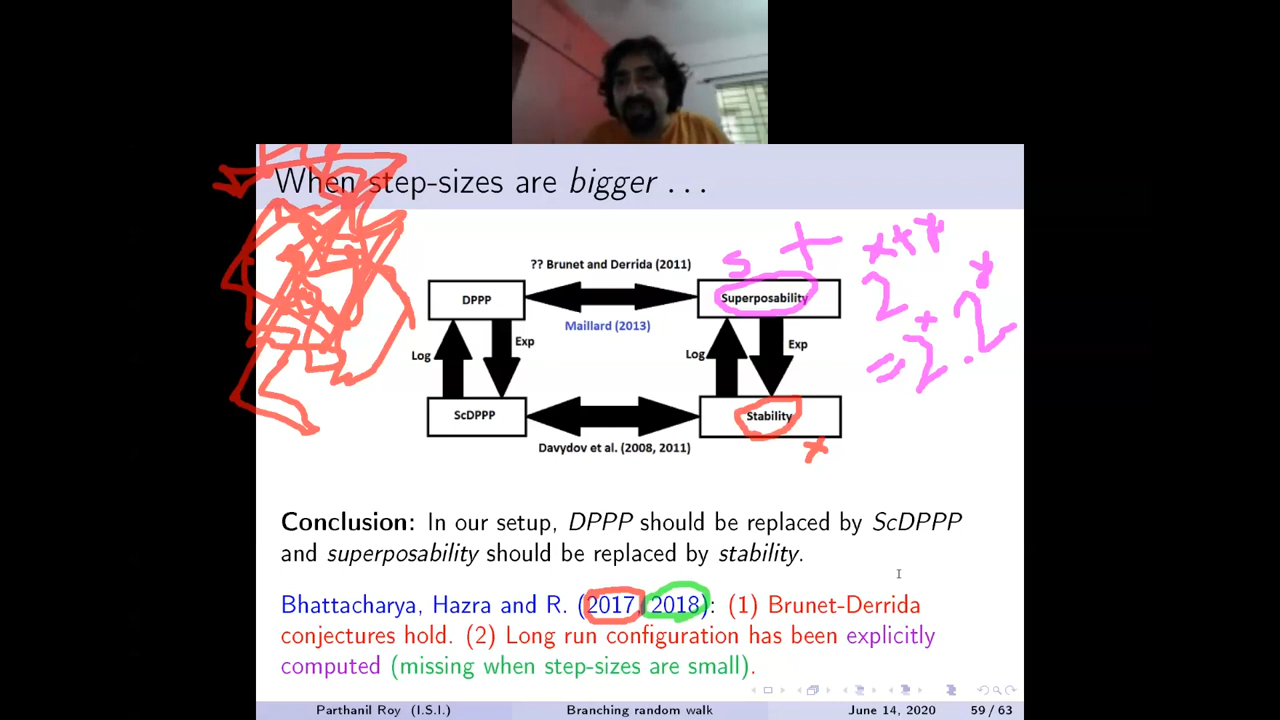 When step-sizes are bigger . . .
?? Brunet and Derrida (2011)
DPPP
Superposability
Maillard (2013)
Log
Exp
Log
Exp
ScDPPP
Stability
Davydov et al. (2008, 2011)
S +
2^{x+y}
= 2^{x} . 2^{y}
Conclusion: In our setup, DPPP should be replaced by ScDPPP
and superposability should be replaced by stability.
Bhattacharya, Hazra and R. (2017, 2018): (1) Brunet-Derrida
conjectures hold. (2) Long run configuration has been explicitly
computed (missing when step-sizes are small).
Parthanil Roy (I.S.I.)
Branching random walk
June 14, 2020
59 / 63